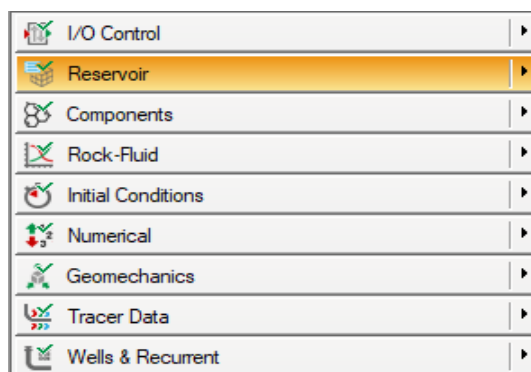 I/O Control
Reservoir
Components
Rock-Fluid
Initial Conditions
Numerical
Geomechanics
Tracer Data
Wells & Recurrent